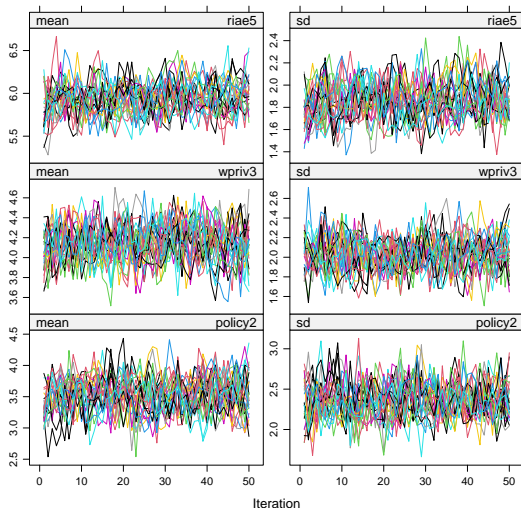 mean riae5
sd riae5
5.5 6.0 6.5
1.4 1.6 1.8 2.0 2.2 2.4
mean wpriv3
sd wpriv3
3.6 3.8 4.0 4.2 4.4 4.6
1.6 1.8 2.0 2.2 2.4 2.6
mean policy2
sd policy2
2.5 3.0 3.5 4.0 4.5
2.0 2.5 3.0
0 10 20 30 40 50
0 10 20 30 40 50
Iteration